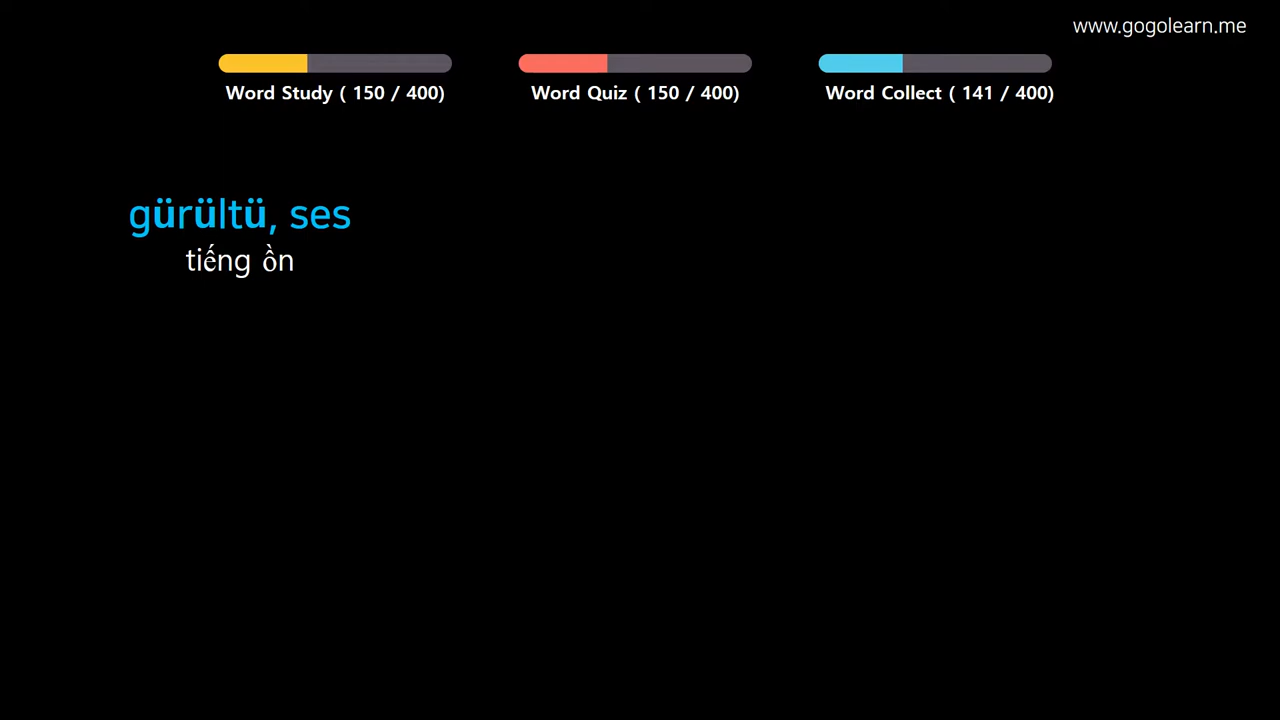 www.gogolearn.me
Word Study ( 150 / 400)
Word Quiz ( 150 / 400)
Word Collect ( 141 / 400)
gürültü, ses
tiếng ồn